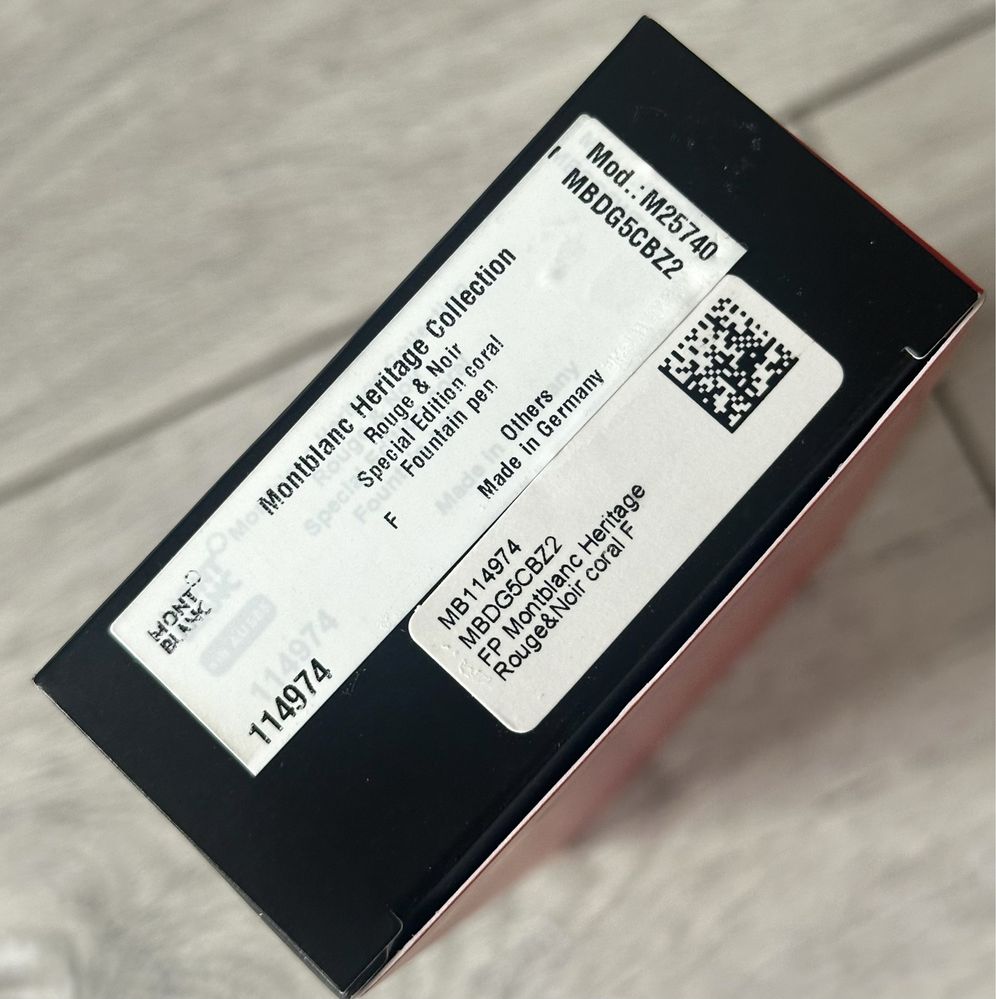 Mod.: M25740
MBDG5CBZ2
Montblanc Heritage Collection
Rouge & Noir
Special Edition coral
Fountain pen
F
Others
Made in Germany
MONT
BLANC
114974
MB114974
MBDG5CBZ2
FP Montblanc Heritage
Rouge&Noir coral F